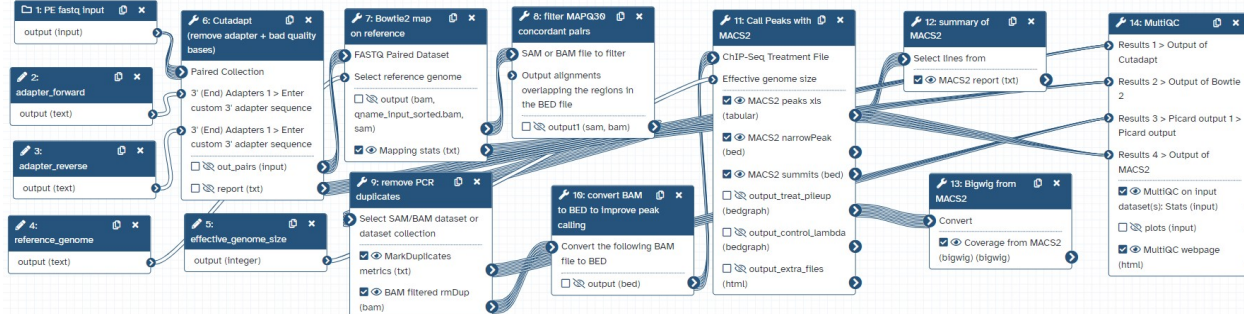 1: PE fastq input
output (input)
2:
adapter_forward
output (text)
3:
adapter_reverse
output (text)
4:
reference_genome
output (text)
5:
effective_genome_size
output (integer)
6: Cutadapt
(remove adapter + bad quality
bases)
Paired Collection
3' (End) Adapters 1 > Enter
custom 3' adapter sequence
3' (End) Adapters 1 > Enter
custom 3' adapter sequence
out_pairs (input)
report (txt)
7: Bowtie2 map
on reference
FASTQ Paired Dataset
Select reference genome
output (bam,
qname_input_sorted.bam,
sam)
Mapping stats (txt)
8: filter MAPQ30
concordant pairs
SAM or BAM file to filter
Output alignments
overlapping the regions in
the BED file
output1 (sam, bam)
9: remove PCR
duplicates
Select SAM/BAM dataset or
dataset collection
MarkDuplicates
metrics (txt)
BAM filtered rmDup
(bam)
10: convert BAM
to BED to improve peak
calling
Convert the following BAM
file to BED
output (bed)
11: Call Peaks with
MACS2
ChIP-Seq Treatment File
Effective genome size
MACS2 peaks xls
(tabular)
MACS2 narrowPeak
(bed)
MACS2 summits (bed)
output_treat_pileup
(bedgraph)
output_control_lambda
(bedgraph)
output_extra_files
(html)
12: summary of
MACS2
Select lines from
MACS2 report (txt)
13: Bigwig from
MACS2
Convert
Coverage from MACS2
(bigwig) (bigwig)
14: MultiQC
Results 1 > Output of
Cutadapt
Results 2 > Output of Bowtie
2
Results 3 > Picard output 1 >
Picard output
Results 4 > Output of
MACS2
MultiQC on input
dataset(s): Stats (input)
plots (input)
MultiQC webpage
(html)